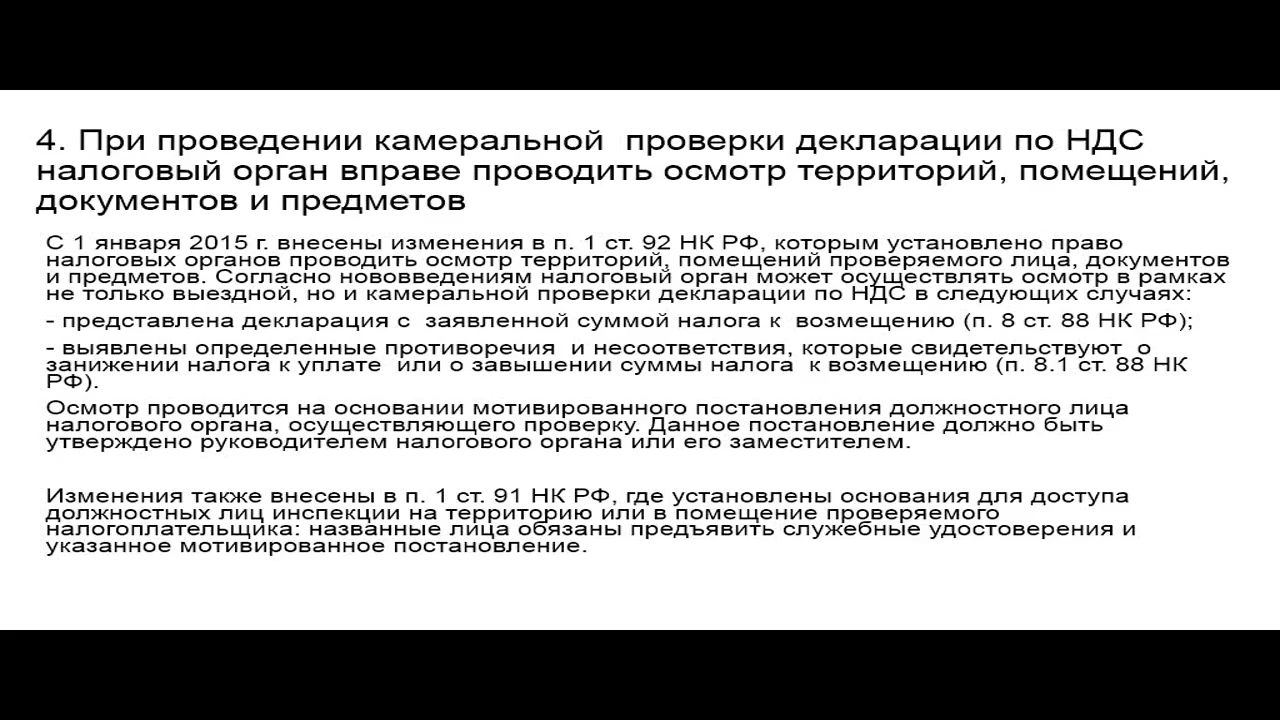 4. При проведении камеральной проверки декларации по НДС
налоговый орган вправе проводить осмотр территорий, помещений,
документов и предметов
С 1 января 2015 г. внесены изменения в п. 1 ст. 92 НК РФ, которым установлено право
налоговых органов проводить осмотр территорий, помещений проверяемого лица, документов
и предметов. Согласно нововведениям налоговый орган может осуществлять осмотр в рамках
не только выездной, но и камеральной проверки декларации по НДС в следующих случаях:
- представлена декларация с заявленной суммой налога к возмещению (п. 8 ст. 88 НК РФ);
- выявлены определенные противоречия и несоответствия, которые свидетельствуют о
занижении налога к уплате или о завышении суммы налога к возмещению (п. 8.1 ст. 88 НК
РФ).
Осмотр проводится на основании мотивированного постановления должностного лица
налогового органа, осуществляющего проверку. Данное постановление должно быть
утверждено руководителем налогового органа или его заместителем.
Изменения также внесены в п. 1 ст. 91 НК РФ, где установлены основания для доступа
должностных лиц инспекции на территорию или в помещение проверяемого
налогоплательщика: названные лица обязаны предъявить служебные удостоверения и
указанное мотивированное постановление.